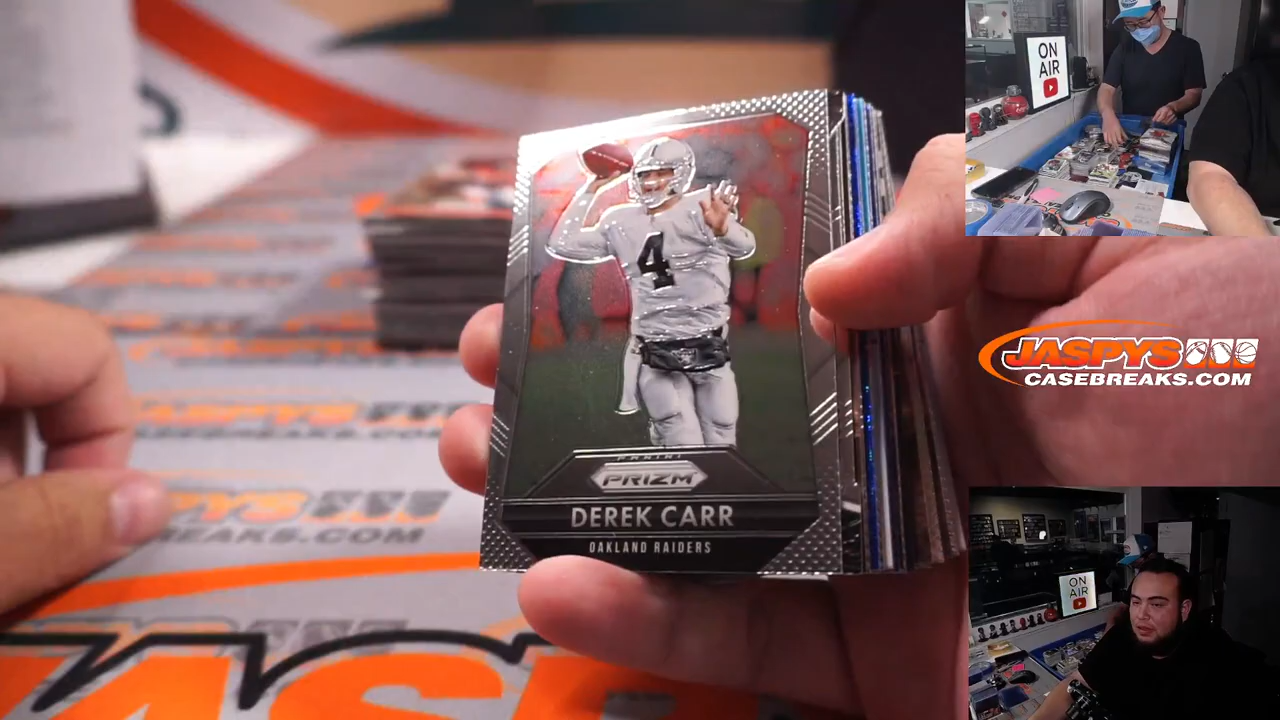 4
PANINI
PRIZM
DEREK CARR
OAKLAND RAIDERS
ON
AIR
JASPYS
CASEBREAKS.COM
ON
AIR